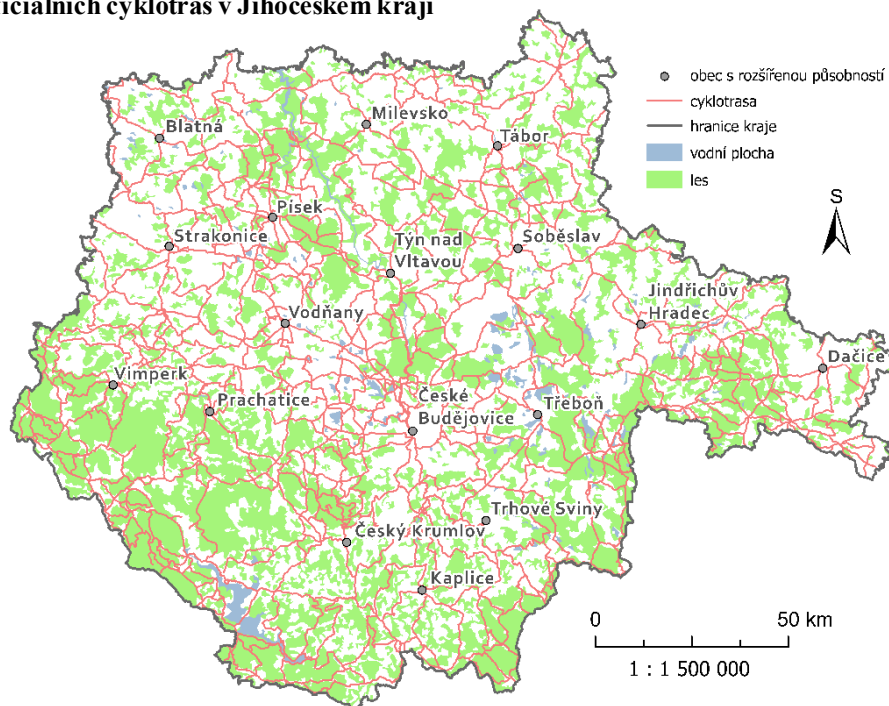 ciálních cyklotras v Jihočeském kraji
obec s rozšířenou působností
cyklotrasa
hranice kraje
vodní plocha
les
S
Blatná
Milevsko
Tábor
Písek
Strakonice
Týn nad
Vltavou
Soběslav
Jindřichův
Hradec
Vodňany
Dačice
Vimperk
Prachatice
České
Budějovice
Třeboň
Trhové Sviny
Český Krumlov
Kaplice
0 50 km
1 : 1 500 000